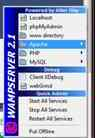 WAMPSERVER 2.1
Powered by Alter Way
Localhost
phpMyAdmin
www directory
Apache
PHP
MySQL
Debug
Client XDebug
webGrind
Quick Admin
Start All Services
Stop All Services
Restart All Services
Put Offline